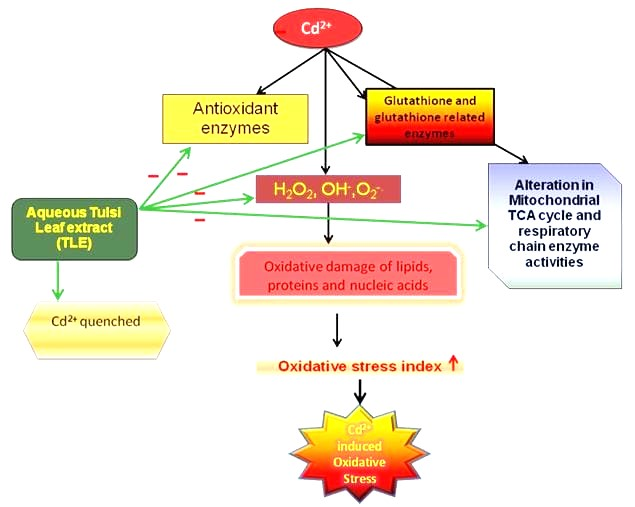 Cd²⁺
Antioxidant
enzymes
Glutathione and
glutathione related
enzymes
H₂O₂, OH·,O₂⁻·
Alteration in
Mitochondrial
TCA cycle and
respiratory
chain enzyme
activities
Aqueous Tulsi
Leaf extract
(TLE)
Oxidative damage of lipids,
proteins and nucleic acids
Cd²⁺ quenched
Oxidative stress index ↑
Cd²⁺
induced
Oxidative
Stress